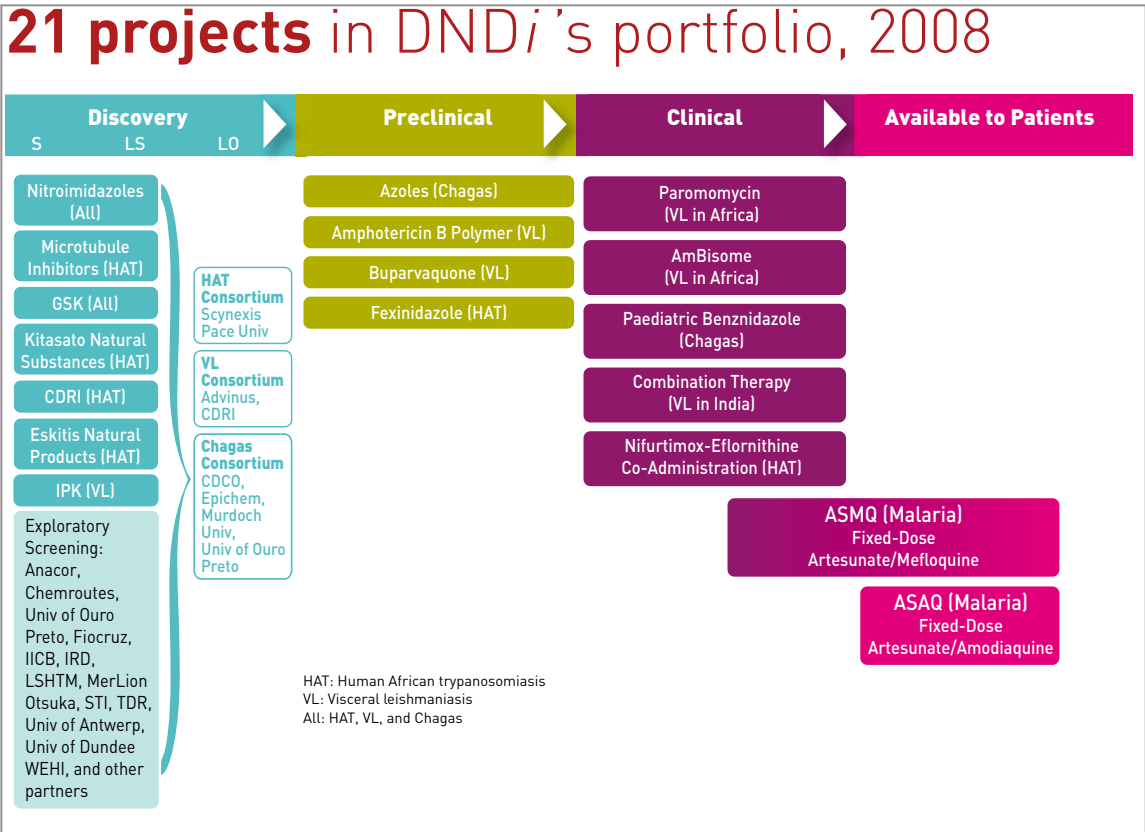 21 projects in DNDi's portfolio, 2008
Discovery
S LS LO
Preclinical
Clinical
Available to Patients
Nitroimidazoles
(All)
Microtubule
Inhibitors (HAT)
GSK (All)
Kitasato Natural
Substances (HAT)
CDRI (HAT)
Eskitis Natural
Products (HAT)
IPK (VL)
Exploratory
Screening:
Anacor,
Chemroutes,
Univ of Ouro
Preto, Fiocruz,
IICB, IRD,
LSHTM, MerLion
Otsuka, STI, TDR,
Univ of Antwerp,
Univ of Dundee
WEHI, and other
partners
HAT
Consortium
Scynexis
Pace Univ
VL
Consortium
Advinus,
CDRI
Chagas
Consortium
CDCO,
Epichem,
Murdoch
Univ,
Univ of Ouro
Preto
Azoles (Chagas)
Amphotericin B Polymer (VL)
Buparvaquone (VL)
Fexinidazole (HAT)
Paromomycin
(VL in Africa)
AmBisome
(VL in Africa)
Paediatric Benznidazole
(Chagas)
Combination Therapy
(VL in India)
Nifurtimox-Eflornithine
Co-Administration (HAT)
ASMQ (Malaria)
Fixed-Dose
Artesunate/Mefloquine
ASAQ (Malaria)
Fixed-Dose
Artesunate/Amodiaquine
HAT: Human African trypanosomiasis
VL: Visceral leishmaniasis
All: HAT, VL, and Chagas